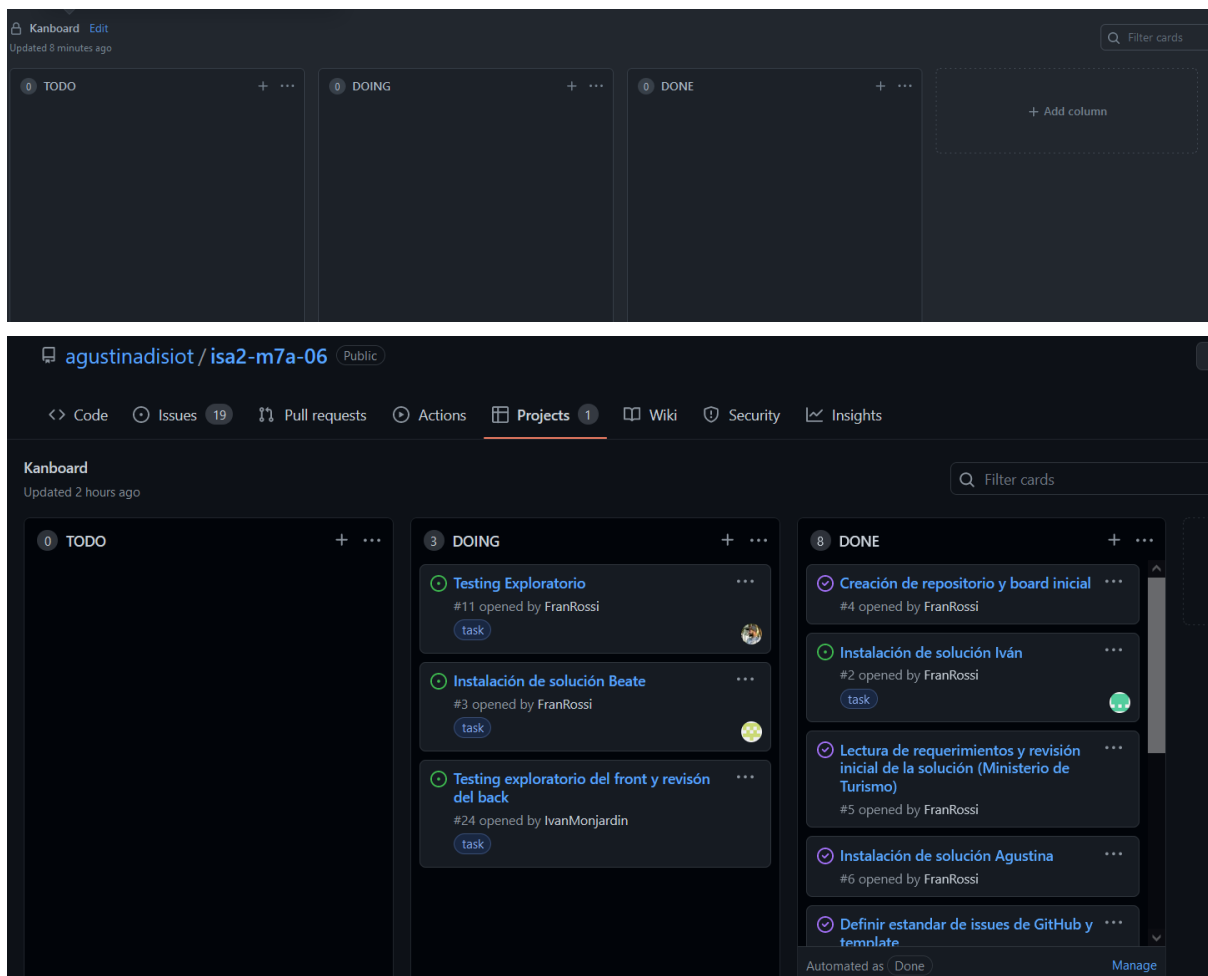 Kanboard Edit
Updated 8 minutes ago
Filter cards
0 TODO
0 DOING
0 DONE
Add column
agustinadisiot / isa2-m7a-06 Public
Code
Issues 19
Pull requests
Actions
Projects 1
Wiki
Security
Insights
Kanboard
Updated 2 hours ago
Filter cards
0 TODO
3 DOING
Testing Exploratorio
#11 opened by FranRossi
task
Instalación de solución Beate
#3 opened by FranRossi
task
Testing exploratorio del front y revisón
del back
#24 opened by IvanMonjardin
task
8 DONE
Creación de repositorio y board inicial
#4 opened by FranRossi
Instalación de solución Iván
#2 opened by FranRossi
task
Lectura de requerimientos y revisión
inicial de la solución (Ministerio de
Turismo)
#5 opened by FranRossi
Instalación de solución Agustina
#6 opened by FranRossi
Definir estandar de issues de GitHub y
template
Automated as Done Manage